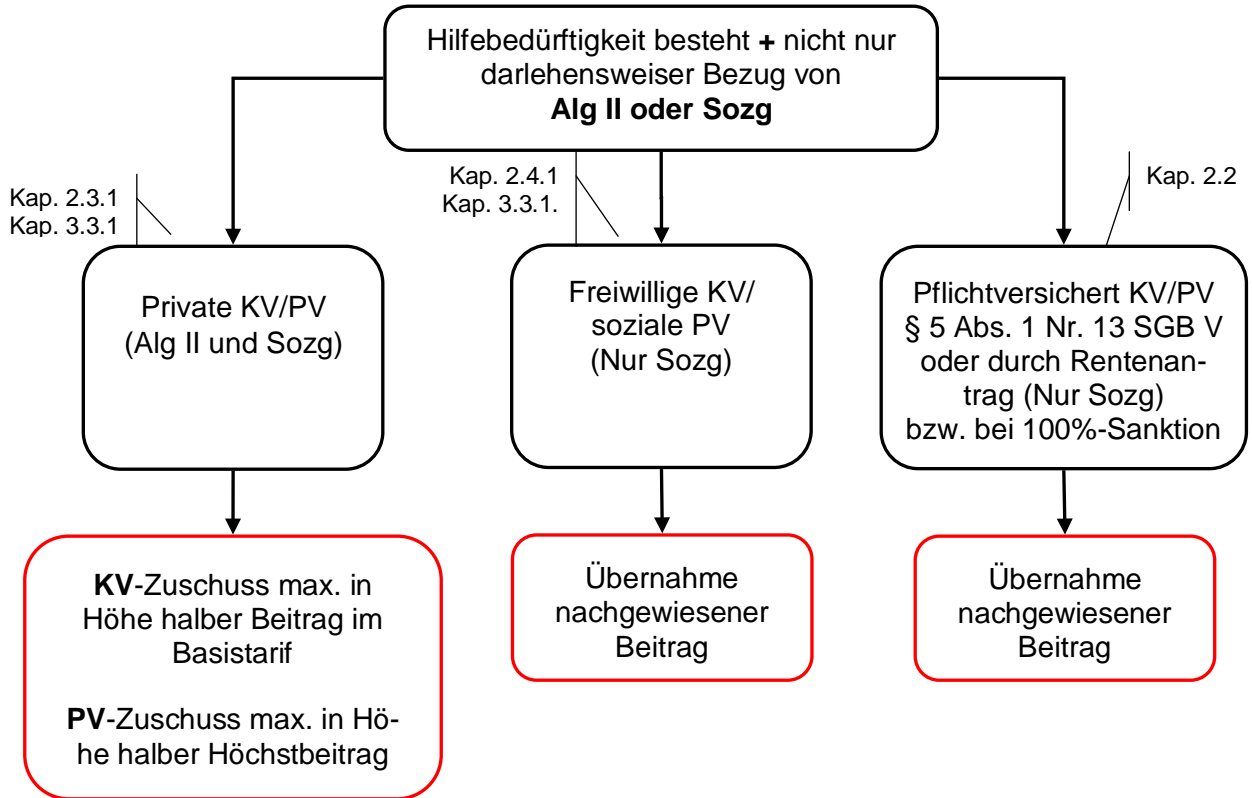 Hilfebedürftigkeit besteht + nicht nur
darlehensweiser Bezug von
Alg II oder Sozg
Kap. 2.3.1
Kap. 3.3.1
Kap. 2.4.1
Kap. 3.3.1.
Kap. 2.2
Private KV/PV
(Alg II und Sozg)
Freiwillige KV/
soziale PV
(Nur Sozg)
Pflichtversichert KV/PV
§ 5 Abs. 1 Nr. 13 SGB V
oder durch Rentenan-
trag (Nur Sozg)
bzw. bei 100%-Sanktion
KV-Zuschuss max. in
Höhe halber Beitrag im
Basistarif
PV-Zuschuss max. in Hö-
he halber Höchstbeitrag
Übernahme
nachgewiesener
Beitrag
Übernahme
nachgewiesener
Beitrag